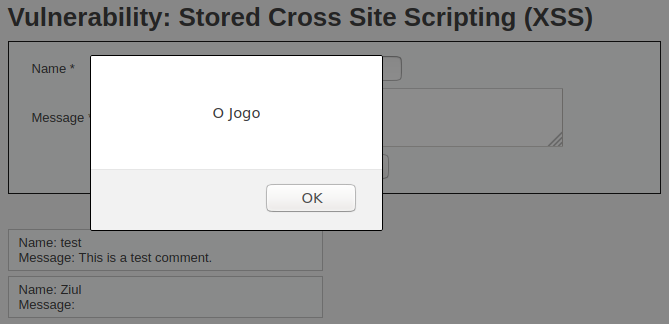 Vulnerability: Stored Cross Site Scripting (XSS)
Name *
Message *
O Jogo
OK
Name: test
Message: This is a test comment.
Name: Ziul
Message: